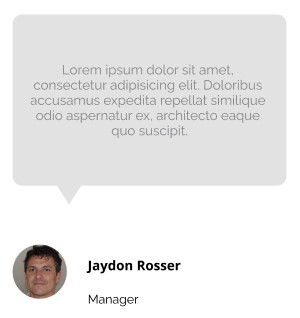 Lorem ipsum dolor sit amet,
consectetur adipisicing elit. Doloribus
accusamus expedita repellat similique
odio aspernatur ex, architecto eaque
quo suscipit.
Jaydon Rosser
Manager